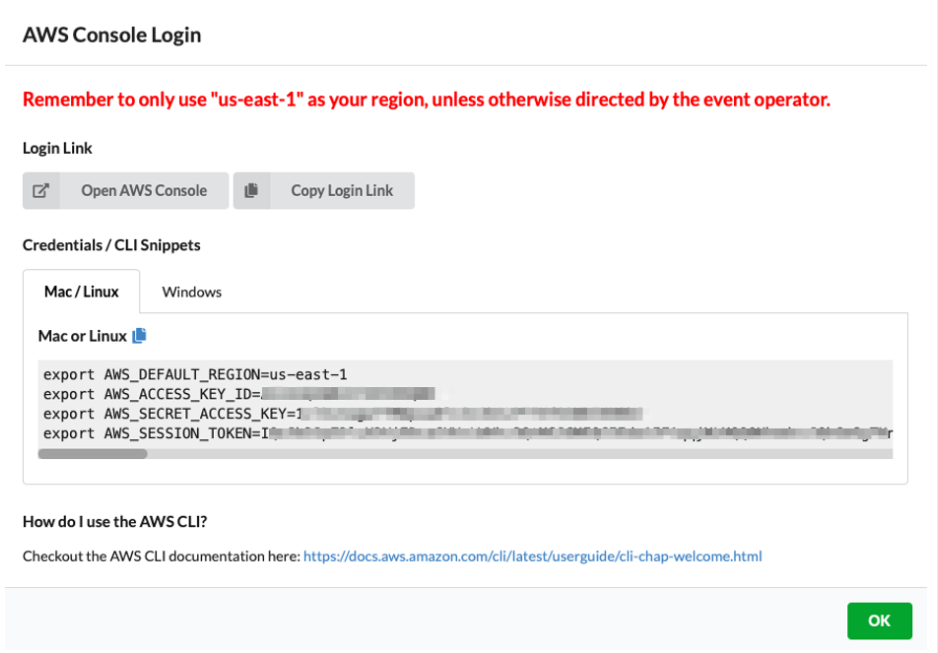 AWS Console Login
Remember to only use "us-east-1" as your region, unless otherwise directed by the event operator.
Login Link
Open AWS Console
Copy Login Link
Credentials / CLI Snippets
Mac / Linux
Windows
Mac or Linux
export AWS_DEFAULT_REGION=us-east-1
export AWS_ACCESS_KEY_ID=
export AWS_SECRET_ACCESS_KEY=
export AWS_SESSION_TOKEN=
How do I use the AWS CLI?
Checkout the AWS CLI documentation here: https://docs.aws.amazon.com/cli/latest/userguide/cli-chap-welcome.html
OK